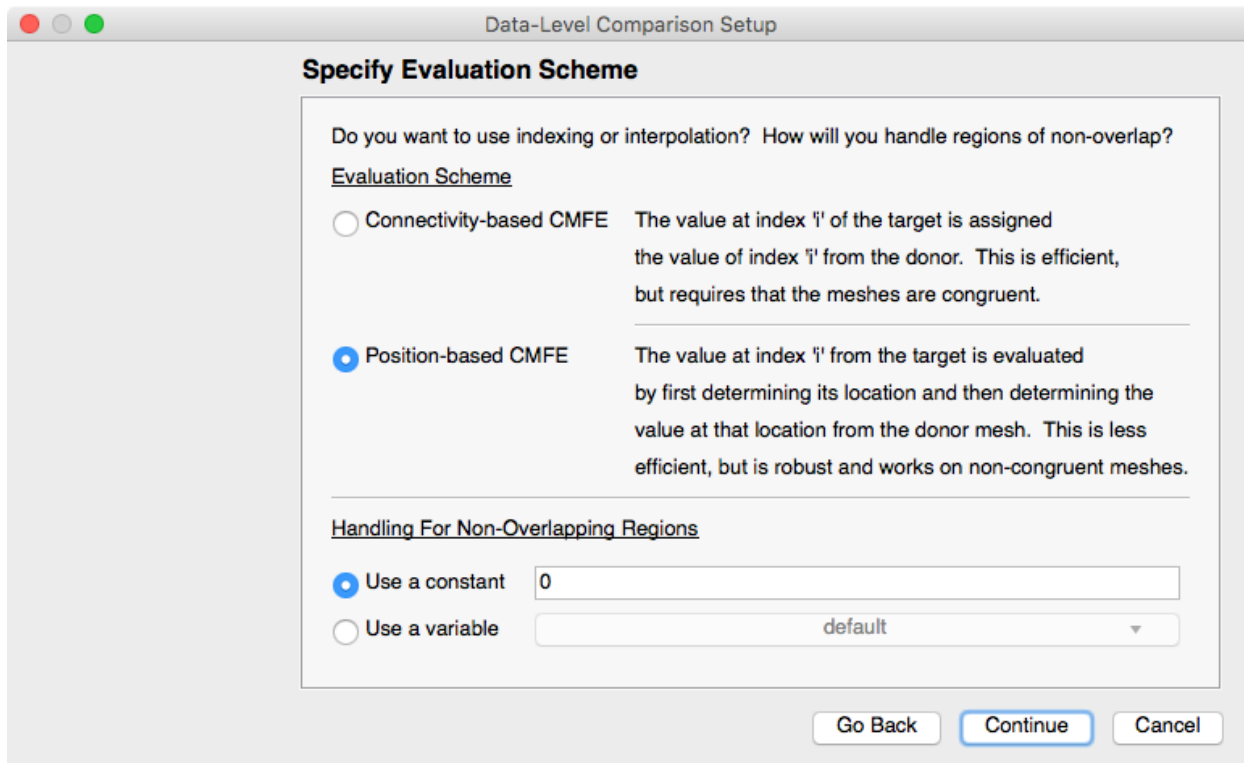 Data-Level Comparison Setup
Specify Evaluation Scheme
Do you want to use indexing or interpolation?  How will you handle regions of non-overlap?
Evaluation Scheme
Connectivity-based CMFE
The value at index 'i' of the target is assigned
the value of index 'i' from the donor.  This is efficient,
but requires that the meshes are congruent.
Position-based CMFE
The value at index 'i' from the target is evaluated
by first determining its location and then determining the
value at that location from the donor mesh.  This is less
efficient, but is robust and works on non-congruent meshes.
Handling For Non-Overlapping Regions
Use a constant
0
Use a variable
default
Go Back
Continue
Cancel